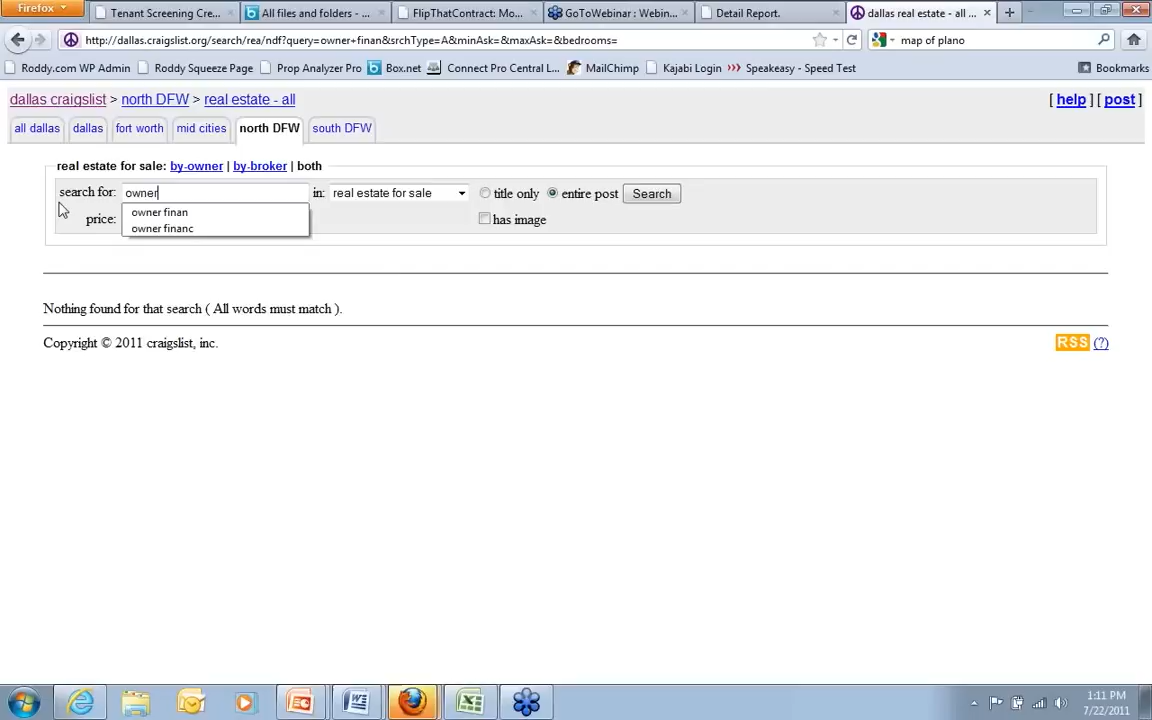 Firefox
Tenant Screening Cre...
All files and folders - ...
FlipThatContract: Mo...
GoToWebinar : Webin...
Detail Report.
dallas real estate - all ...
http://dallas.craigslist.org/search/rea/ndf?query=owner+finan&srchType=A&minAsk=&maxAsk=&bedrooms=
map of plano
Roddy.com WP Admin
Roddy Squeeze Page
Prop Analyzer Pro
Box.net
Connect Pro Central L...
MailChimp
Kajabi Login
Speakeasy - Speed Test
Bookmarks
dallas craigslist > north DFW > real estate - all
[ help ] [ post ]
all dallas
dallas
fort worth
mid cities
north DFW
south DFW
real estate for sale: by-owner | by-broker | both
search for: owner in: real estate for sale title only entire post Search
price: has image
owner finan
owner financ
Nothing found for that search ( All words must match ).
Copyright © 2011 craigslist, inc.
RSS (?)
1:11 PM
7/22/2011